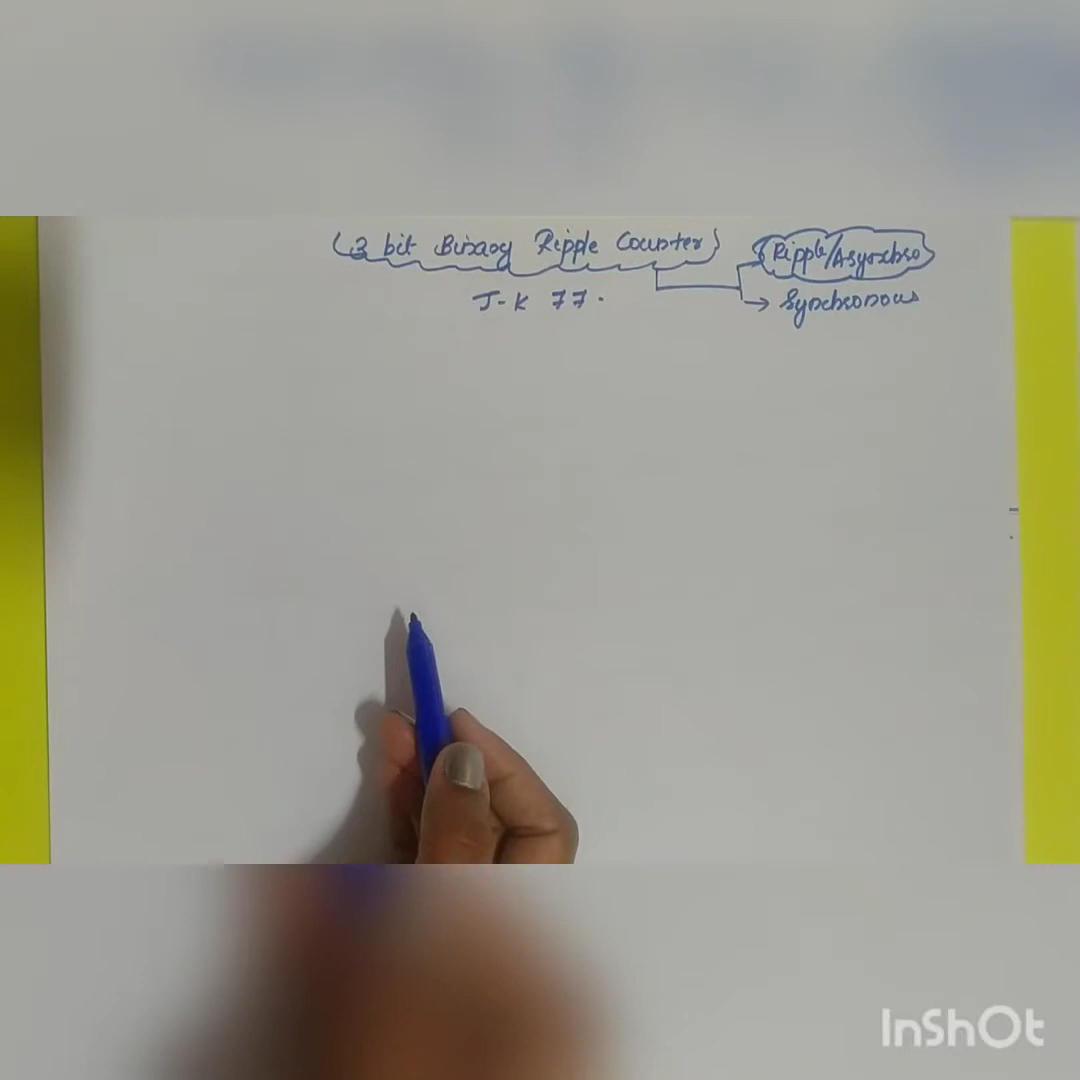 (3 bit Binary Ripple Counter)
Ripple/Asynchro
J-K FF.
→ Synchronous
InShOt